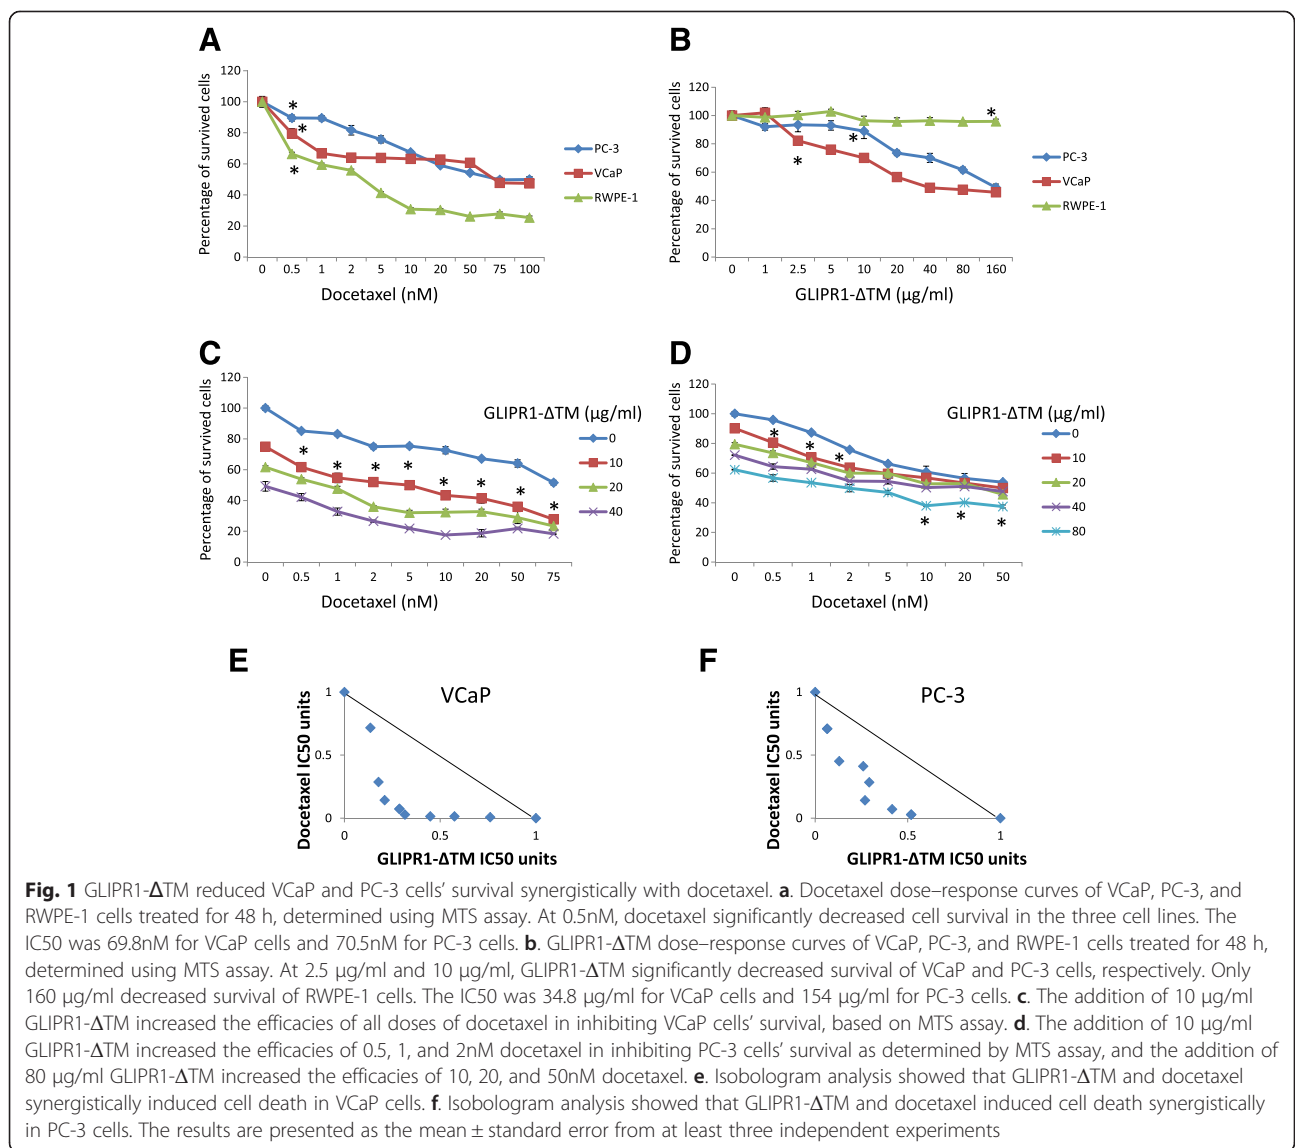 A
Percentage of survived cells
120
100
80
60
40
20
0
*
*
*
0 0.5 1 2 5 10 20 50 75 100
Docetaxel (nM)
PC-3
VCaP
RWPE-1
B
Percentage of survived cells
120
100
80
60
40
20
0
*
*
*
0 1 2.5 5 10 20 40 80 160
GLIPR1-ΔTM (µg/ml)
PC-3
VCaP
RWPE-1
C
Percentage of survived cells
120
100
80
60
40
20
0
* * * * * * * *
0 0.5 1 2 5 10 20 50 75
Docetaxel (nM)
GLIPR1-ΔTM (µg/ml)
0
10
20
40
D
Percentage of survived cells
120
100
80
60
40
20
0
* * *
* * *
0 0.5 1 2 5 10 20 50
Docetaxel (nM)
GLIPR1-ΔTM (µg/ml)
0
10
20
40
80
E
VCaP
Docetaxel IC50 units
1
0.5
0
0 0.5 1
GLIPR1-ΔTM IC50 units
F
PC-3
Docetaxel IC50 units
1
0.5
0
0 0.5 1
GLIPR1-ΔTM IC50 units
Fig. 1 GLIPR1-ΔTM reduced VCaP and PC-3 cells’ survival synergistically with docetaxel. a. Docetaxel dose–response curves of VCaP, PC-3, and
RWPE-1 cells treated for 48 h, determined using MTS assay. At 0.5nM, docetaxel significantly decreased cell survival in the three cell lines. The
IC50 was 69.8nM for VCaP cells and 70.5nM for PC-3 cells. b. GLIPR1-ΔTM dose–response curves of VCaP, PC-3, and RWPE-1 cells treated for 48 h,
determined using MTS assay. At 2.5 µg/ml and 10 µg/ml, GLIPR1-ΔTM significantly decreased survival of VCaP and PC-3 cells, respectively. Only
160 µg/ml decreased survival of RWPE-1 cells. The IC50 was 34.8 µg/ml for VCaP cells and 154 µg/ml for PC-3 cells. c. The addition of 10 µg/ml
GLIPR1-ΔTM increased the efficacies of all doses of docetaxel in inhibiting VCaP cells’ survival, based on MTS assay. d. The addition of 10 µg/ml
GLIPR1-ΔTM increased the efficacies of 0.5, 1, and 2nM docetaxel in inhibiting PC-3 cells’ survival as determined by MTS assay, and the addition of
80 µg/ml GLIPR1-ΔTM increased the efficacies of 10, 20, and 50nM docetaxel. e. Isobologram analysis showed that GLIPR1-ΔTM and docetaxel
synergistically induced cell death in VCaP cells. f. Isobologram analysis showed that GLIPR1-ΔTM and docetaxel induced cell death synergistically
in PC-3 cells. The results are presented as the mean ± standard error from at least three independent experiments